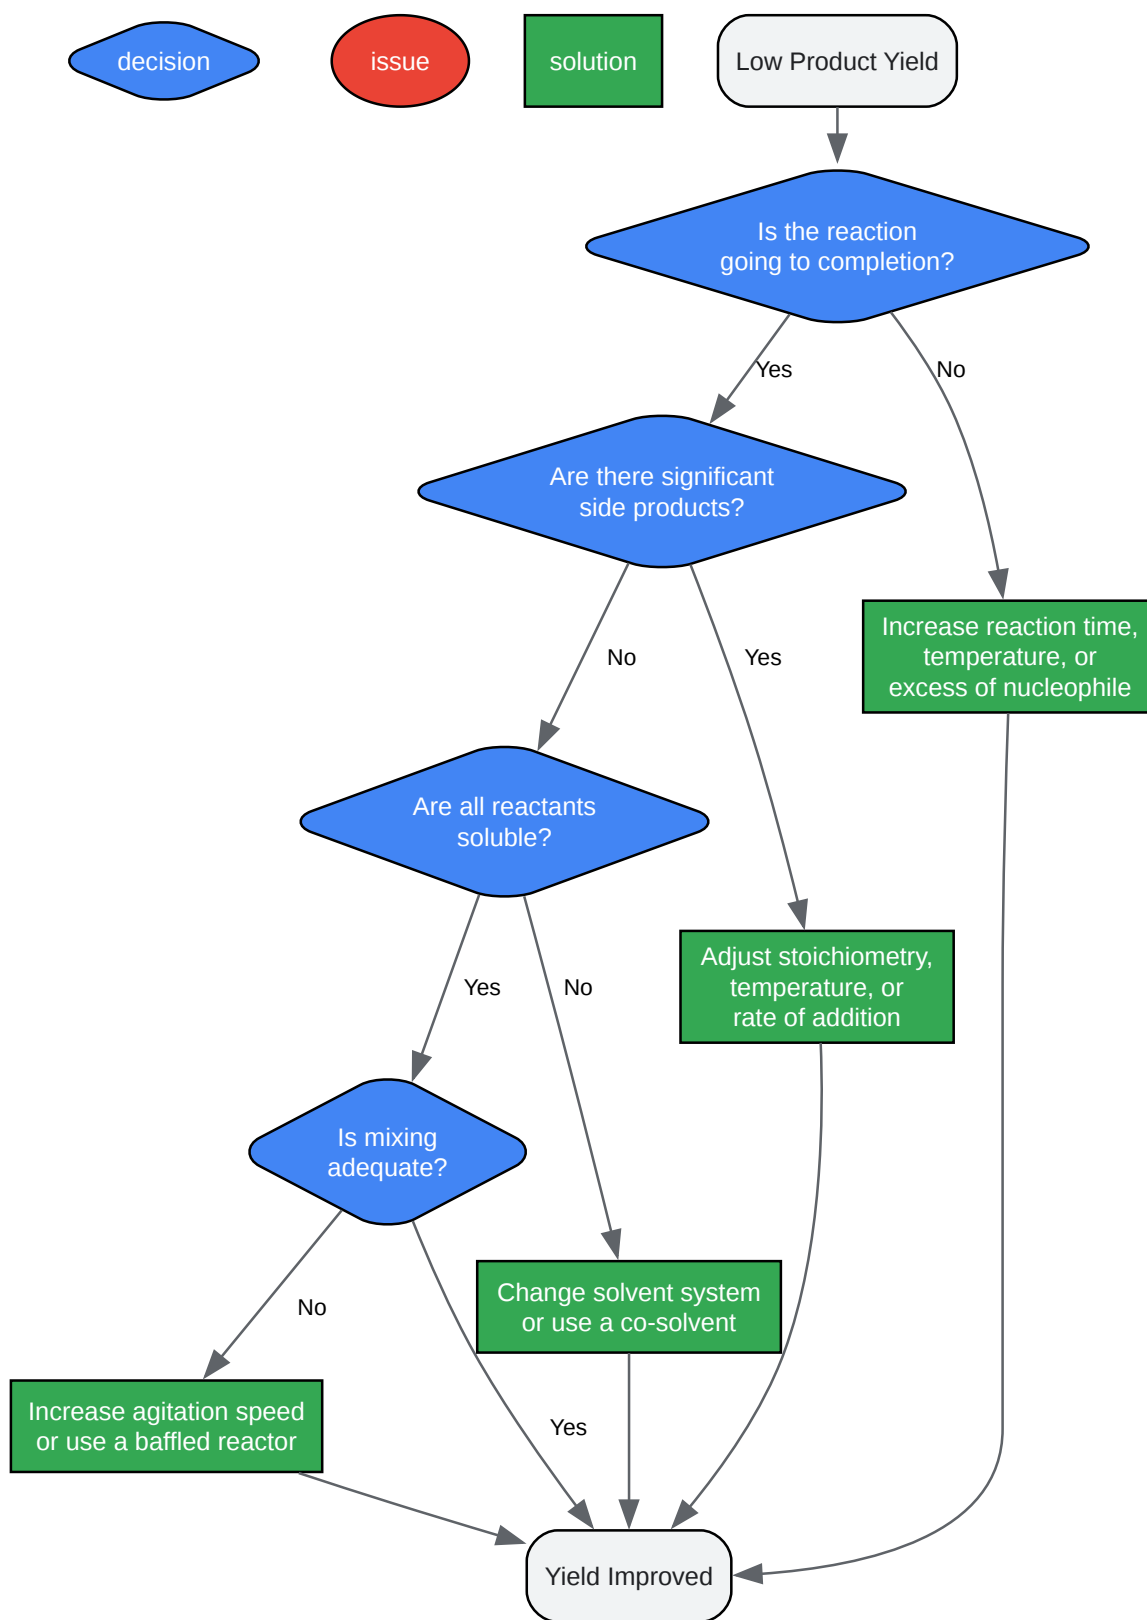 decision
issue
solution
Low Product Yield
Is the reaction
going to completion?
Yes
No
Are there significant
side products?
Increase reaction time,
temperature, or
excess of nucleophile
No
Yes
Are all reactants
soluble?
Adjust stoichiometry,
temperature, or
rate of addition
Yes
No
Is mixing
adequate?
Change solvent system
or use a co-solvent
No
Increase agitation speed
or use a baffled reactor
Yes
Yield Improved